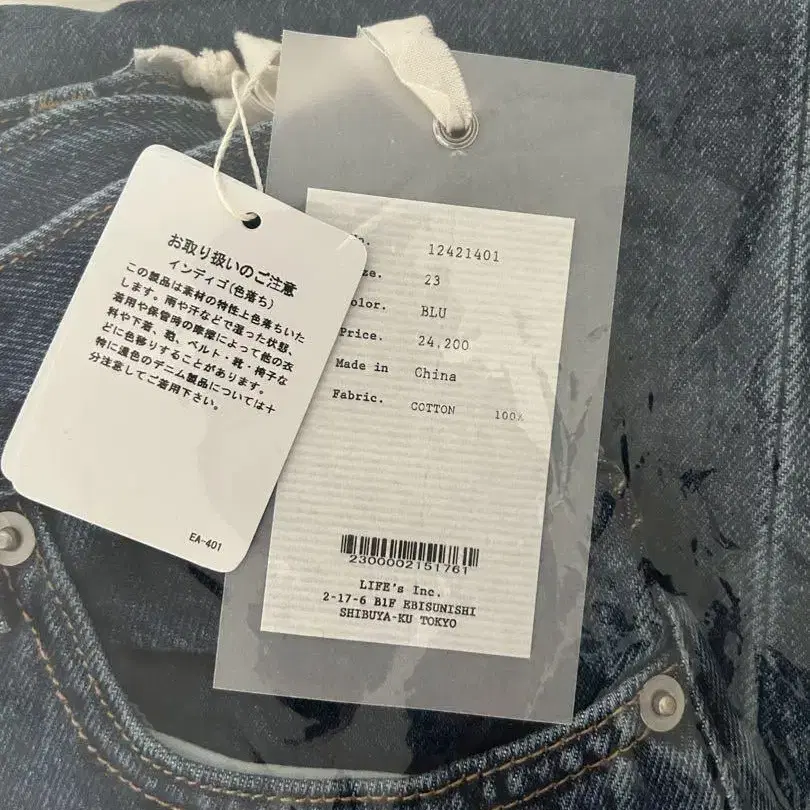 お取り扱いのご注意
インディゴ(色落ち)
この製品は素材の特性上色落ちいた
します。雨や汗などで湿った状態、
着用や保管時の摩擦によって他の衣
料や下着、鞄、ベルト・靴・椅子な
どに色移りすることがあります。
特に濃色のデニム製品については十
分注意してご着用下さい。
EA-401
12421401
23
BLU
Price. 24,200
Made in China
Fabric. COTTON 100%
2300002151761
LIFE's Inc.
2-17-6 B1F EBISUNISHI
SHIBUYA-KU TOKYO